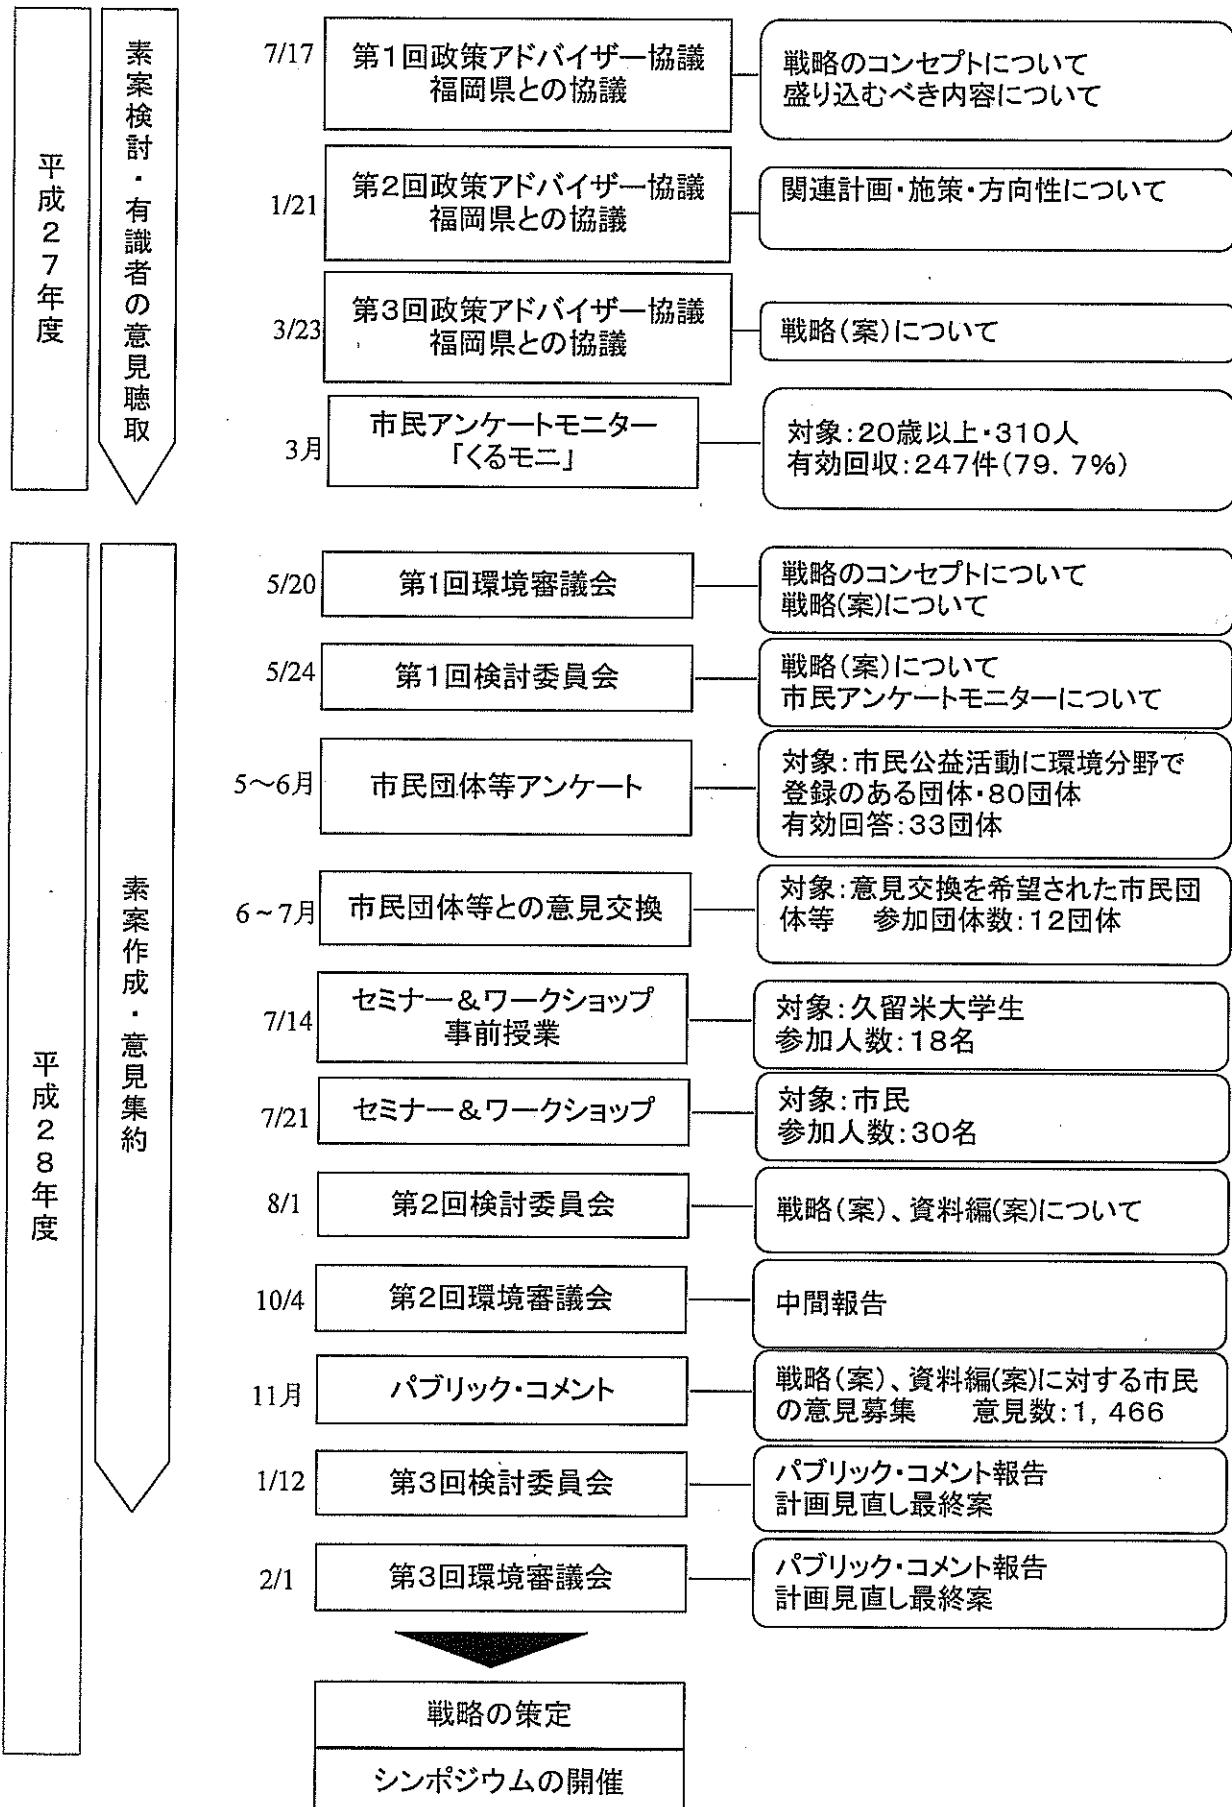 平成27年度
素案検討・有識者の意見聴取
7/17
第1回政策アドバイザー協議
福岡県との協議
戦略のコンセプトについて
盛り込むべき内容について
1/21
第2回政策アドバイザー協議
福岡県との協議
関連計画・施策・方向性について
3/23
第3回政策アドバイザー協議
福岡県との協議
戦略(案)について
3月
市民アンケートモニター
「くるモニ」
対象:20歳以上・310人
有効回収:247件(79.7%)
平成28年度
素案作成・意見集約
5/20
第1回環境審議会
戦略のコンセプトについて
戦略(案)について
5/24
第1回検討委員会
戦略(案)について
市民アンケートモニターについて
5~6月
市民団体等アンケート
対象:市民公益活動に環境分野で
登録のある団体・80団体
有効回答:33団体
6~7月
市民団体等との意見交換
対象:意見交換を希望された市民団
体等 参加団体数:12団体
7/14
セミナー&ワークショップ
事前授業
対象:久留米大学生
参加人数:18名
7/21
セミナー&ワークショップ
対象:市民
参加人数:30名
8/1
第2回検討委員会
戦略(案)、資料編(案)について
10/4
第2回環境審議会
中間報告
11月
パブリック・コメント
戦略(案)、資料編(案)に対する市民
の意見募集 意見数:1,466
1/12
第3回検討委員会
パブリック・コメント報告
計画見直し最終案
2/1
第3回環境審議会
パブリック・コメント報告
計画見直し最終案
戦略の策定
シンポジウムの開催